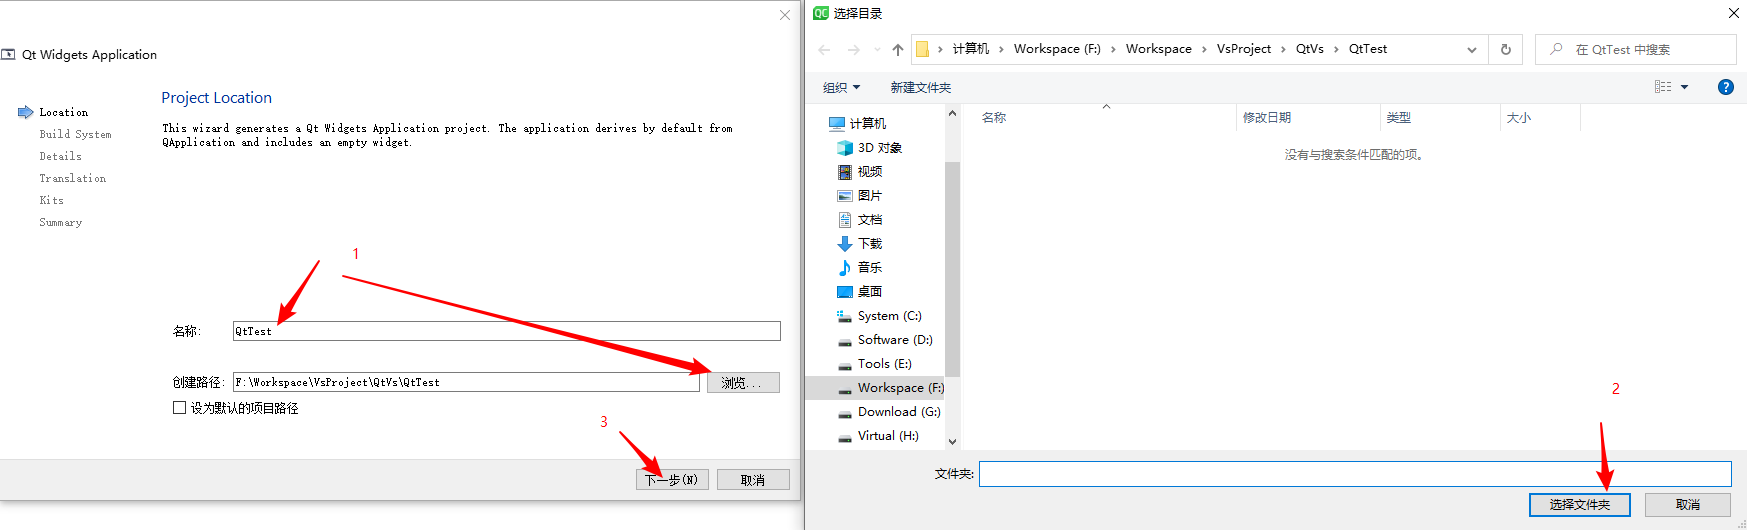 Qt Widgets Application
Location
Build System
Details
Translation
Kits
Summary
Project Location
This wizard generates a Qt Widgets Application project. The application derives by default from
QApplication and includes an empty widget.
1
名称:
QtTest
创建路径:
F:\Workspace\VsProject\QtVs\QtTest
浏览...
设为默认的项目路径
3
下一步(N)
取消
QC
选择目录
计算机 › Workspace (F:) › Workspace › VsProject › QtVs › QtTest
在 QtTest 中搜索
组织
新建文件夹
?
计算机
3D 对象
视频
图片
文档
下载
音乐
桌面
System (C:)
Software (D:)
Tools (E:)
Workspace (F:)
Download (G:)
Virtual (H:)
名称
修改日期
类型
大小
没有与搜索条件匹配的项。
2
文件夹:
选择文件夹
取消